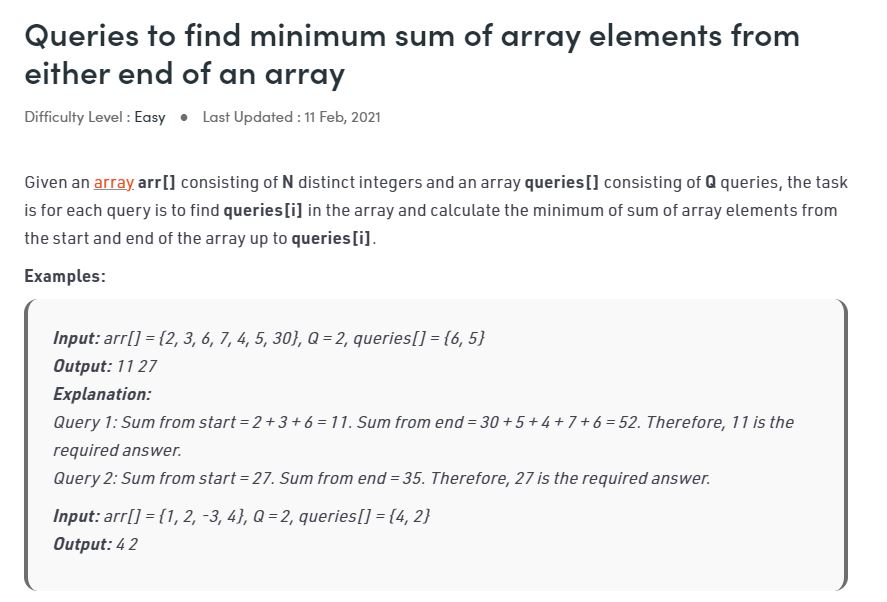 Queries to find minimum sum of array elements from
either end of an array
Difficulty Level : Easy ● Last Updated : 11 Feb, 2021
Given an array arr[] consisting of N distinct integers and an array queries[] consisting of Q queries, the task
is for each query is to find queries[i] in the array and calculate the minimum of sum of array elements from
the start and end of the array up to queries[i].
Examples:
Input: arr[] = {2, 3, 6, 7, 4, 5, 30}, Q = 2, queries[] = {6, 5}
Output: 11 27
Explanation:
Query 1: Sum from start = 2 + 3 + 6 = 11. Sum from end = 30 + 5 + 4 + 7 + 6 = 52. Therefore, 11 is the
required answer.
Query 2: Sum from start = 27. Sum from end = 35. Therefore, 27 is the required answer.
Input: arr[] = {1, 2, -3, 4}, Q = 2, queries[] = {4, 2}
Output: 4 2